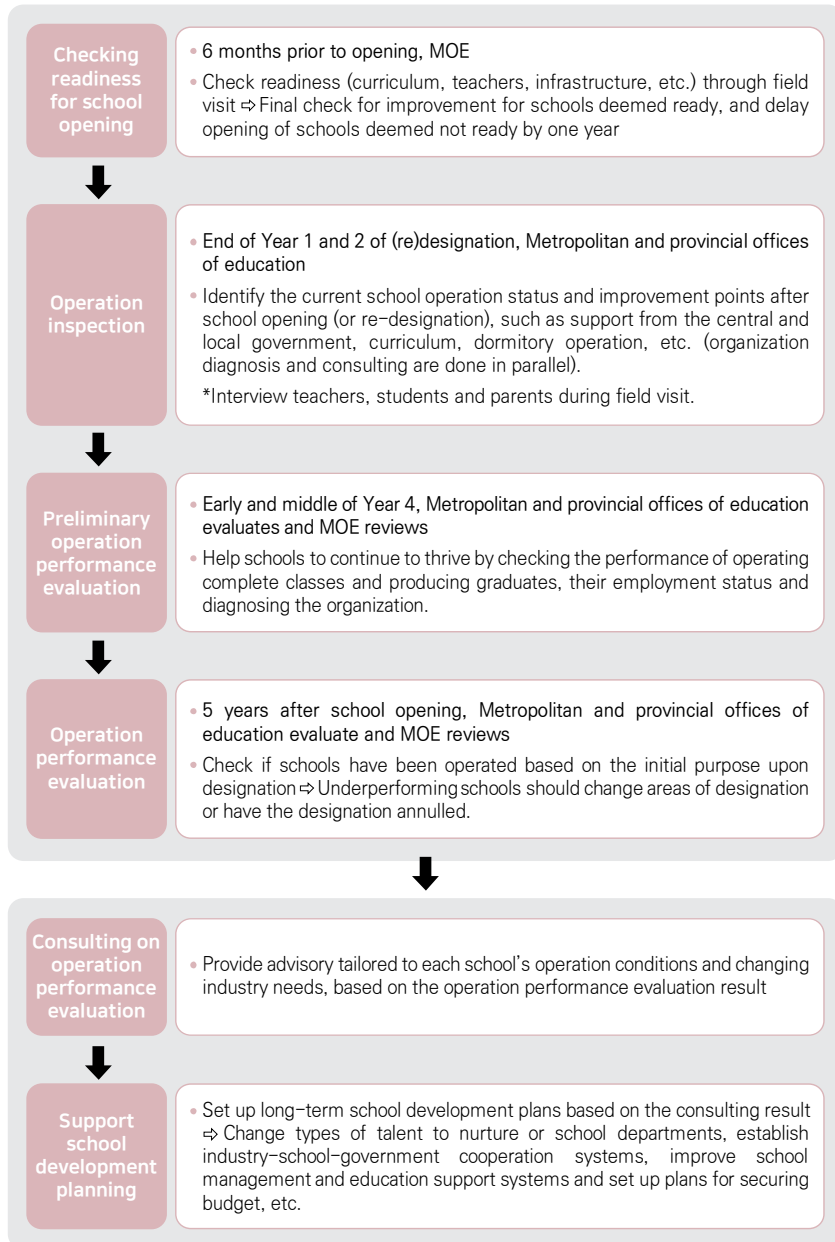 Checking
readiness
for school
opening
• 6 months prior to opening, MOE
• Check readiness (curriculum, teachers, infrastructure, etc.) through field
visit ⇨ Final check for improvement for schools deemed ready, and delay
opening of schools deemed not ready by one year
Operation
inspection
• End of Year 1 and 2 of (re)designation, Metropolitan and provincial offices
of education
• Identify the current school operation status and improvement points after
school opening (or re-designation), such as support from the central and
local government, curriculum, dormitory operation, etc. (organization
diagnosis and consulting are done in parallel).
*Interview teachers, students and parents during field visit.
Preliminary
operation
performance
evaluation
• Early and middle of Year 4, Metropolitan and provincial offices of education
evaluates and MOE reviews
• Help schools to continue to thrive by checking the performance of operating
complete classes and producing graduates, their employment status and
diagnosing the organization.
Operation
performance
evaluation
• 5 years after school opening, Metropolitan and provincial offices of
education evaluate and MOE reviews
• Check if schools have been operated based on the initial purpose upon
designation ⇨ Underperforming schools should change areas of designation
or have the designation annulled.
Consulting on
operation
performance
evaluation
• Provide advisory tailored to each school's operation conditions and changing
industry needs, based on the operation performance evaluation result
Support
school
development
planning
• Set up long-term school development plans based on the consulting result
⇨ Change types of talent to nurture or school departments, establish
industry-school-government cooperation systems, improve school
management and education support systems and set up plans for securing
budget, etc.